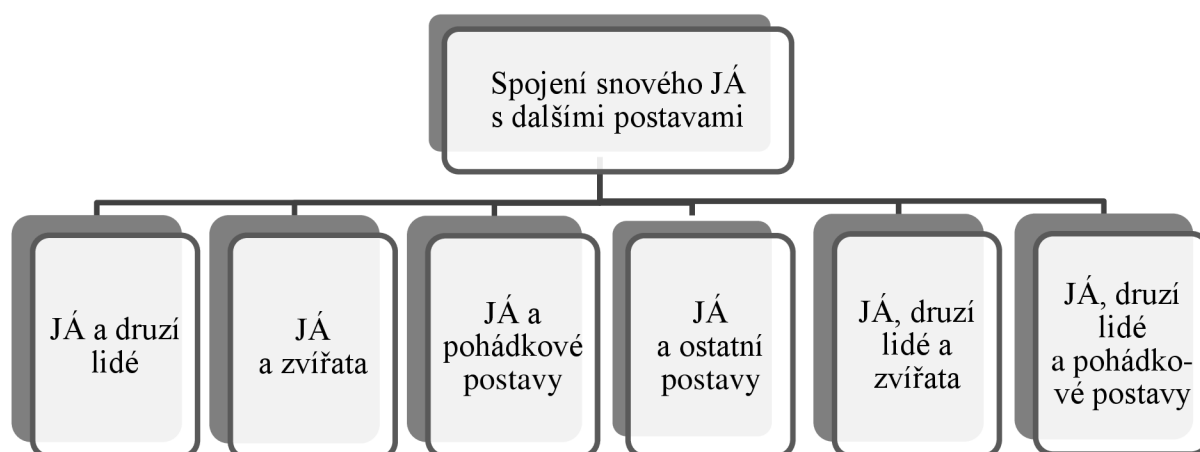 Spojení snového JÁ
s dalšími postavami
JÁ a druzí
lidé
JÁ
a zvířata
JÁ a
pohádkové
postavy
JÁ
a ostatní
postavy
JÁ, druzí
lidé a
zvířata
JÁ, druzí
lidé
a pohádko-
vé postavy